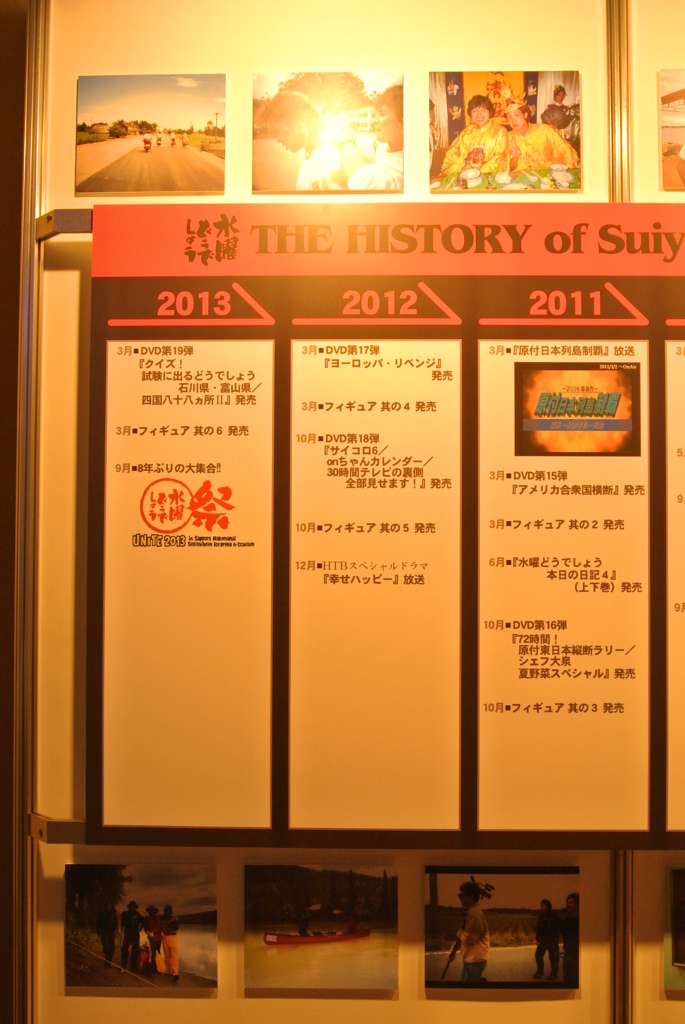 水曜どうでしょう THE HISTORY of Suiy
2013
3月■DVD第19弾
『クイズ！
試験に出るどうでしょう
石川県・富山県／
四国八十八ヵ所Ⅱ』発売
3月■フィギュア 其の6 発売
9月■8年ぶりの大集合!!
水曜どうでしょう祭
UNITE 2013
2012
3月■DVD第17弾
『ヨーロッパ・リベンジ』
発売
3月■フィギュア 其の4 発売
10月■DVD第18弾
『サイコロ6／
onちゃんカレンダー／
30時間テレビの裏側
全部見せます！』発売
10月■フィギュア 其の5 発売
12月■HTBスペシャルドラマ
『幸せハッピー』放送
2011
3月■『原付日本列島制覇』放送
原付日本列島制覇
3月■DVD第15弾
『アメリカ合衆国横断』発売
3月■フィギュア 其の2 発売
6月■『水曜どうでしょう
本日の日記4』
（上下巻）発売
10月■DVD第16弾
『72時間！
原付東日本縦断ラリー／
シェフ大泉
夏野菜スペシャル』発売
10月■フィギュア 其の3 発売